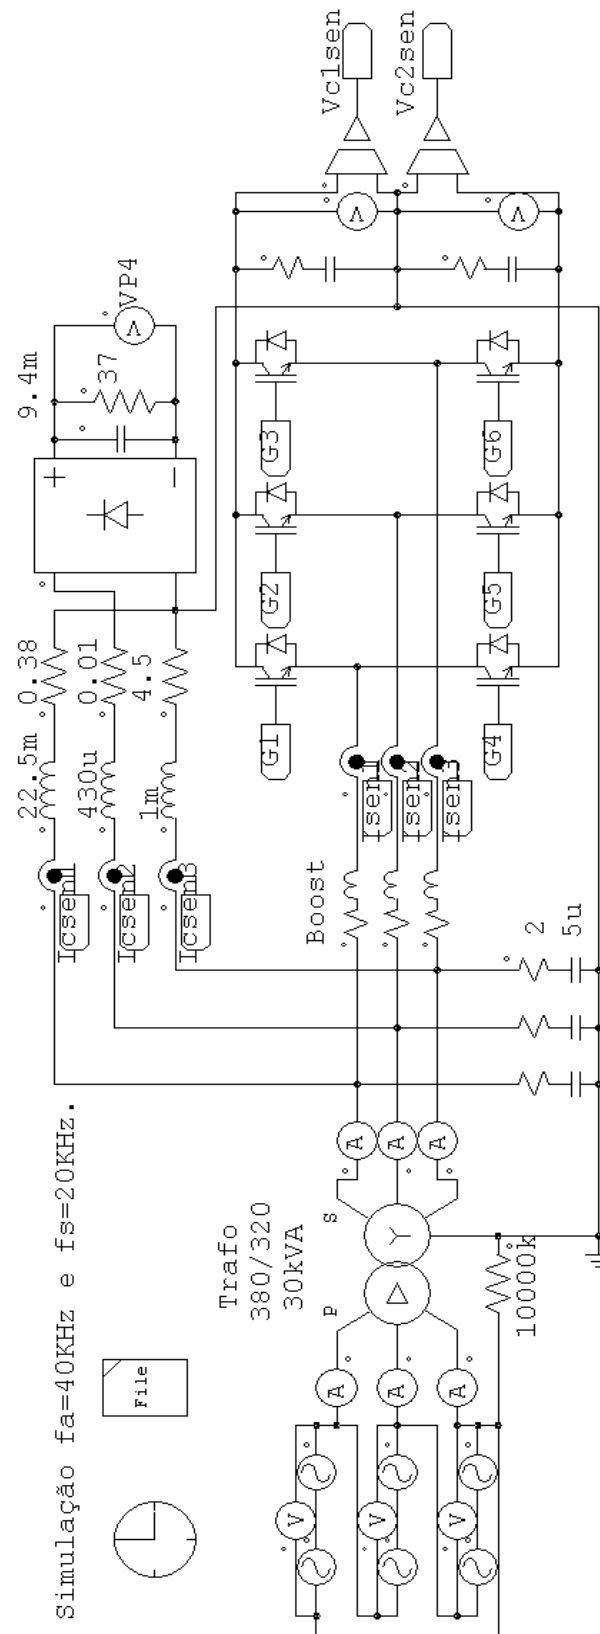 Simulação fa=40KHz e fs=20KHz.
File
Trafo
380/320
30kVA
P
S
10000k
V
V
V
A
A
A
A
A
A
Y
Icsen1
Icsen2
Icsen3
22.5m
430u
1m
0.38
0.01
4.5
9.4m
37
VP4
V
+
-
Boost
2
5u
Isen1
Isen2
Isen3
G1
G2
G3
G4
G5
G6
V
V
Vc1sen
Vc2sen